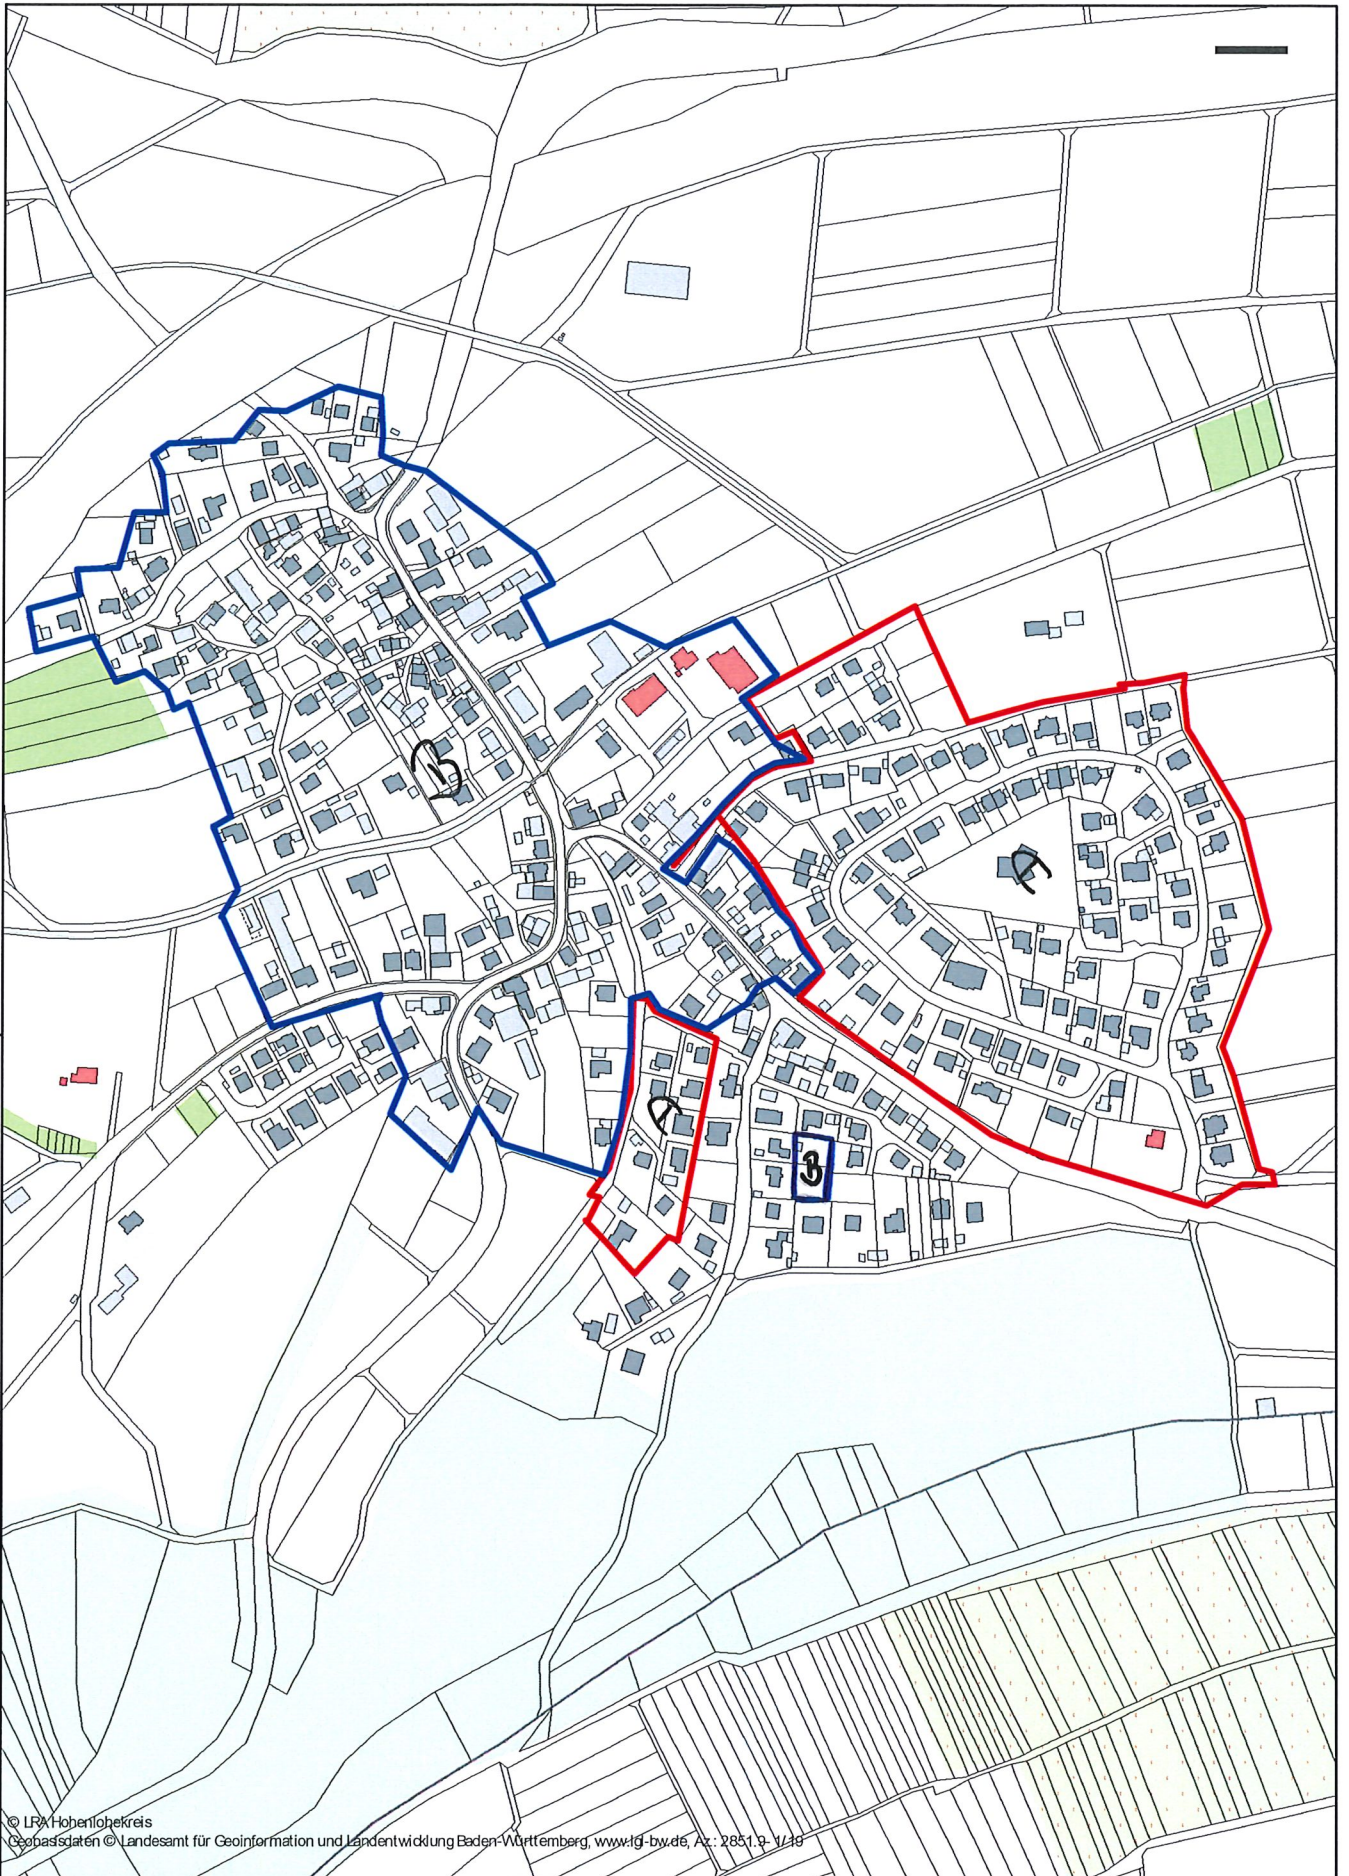 B
A
A
B
© LRA Hohenlohekreis
Geobasisdaten © Landesamt für Geoinformation und Landentwicklung Baden-Württemberg, www.lgl-bw.de, Az.: 2851.9-1/19